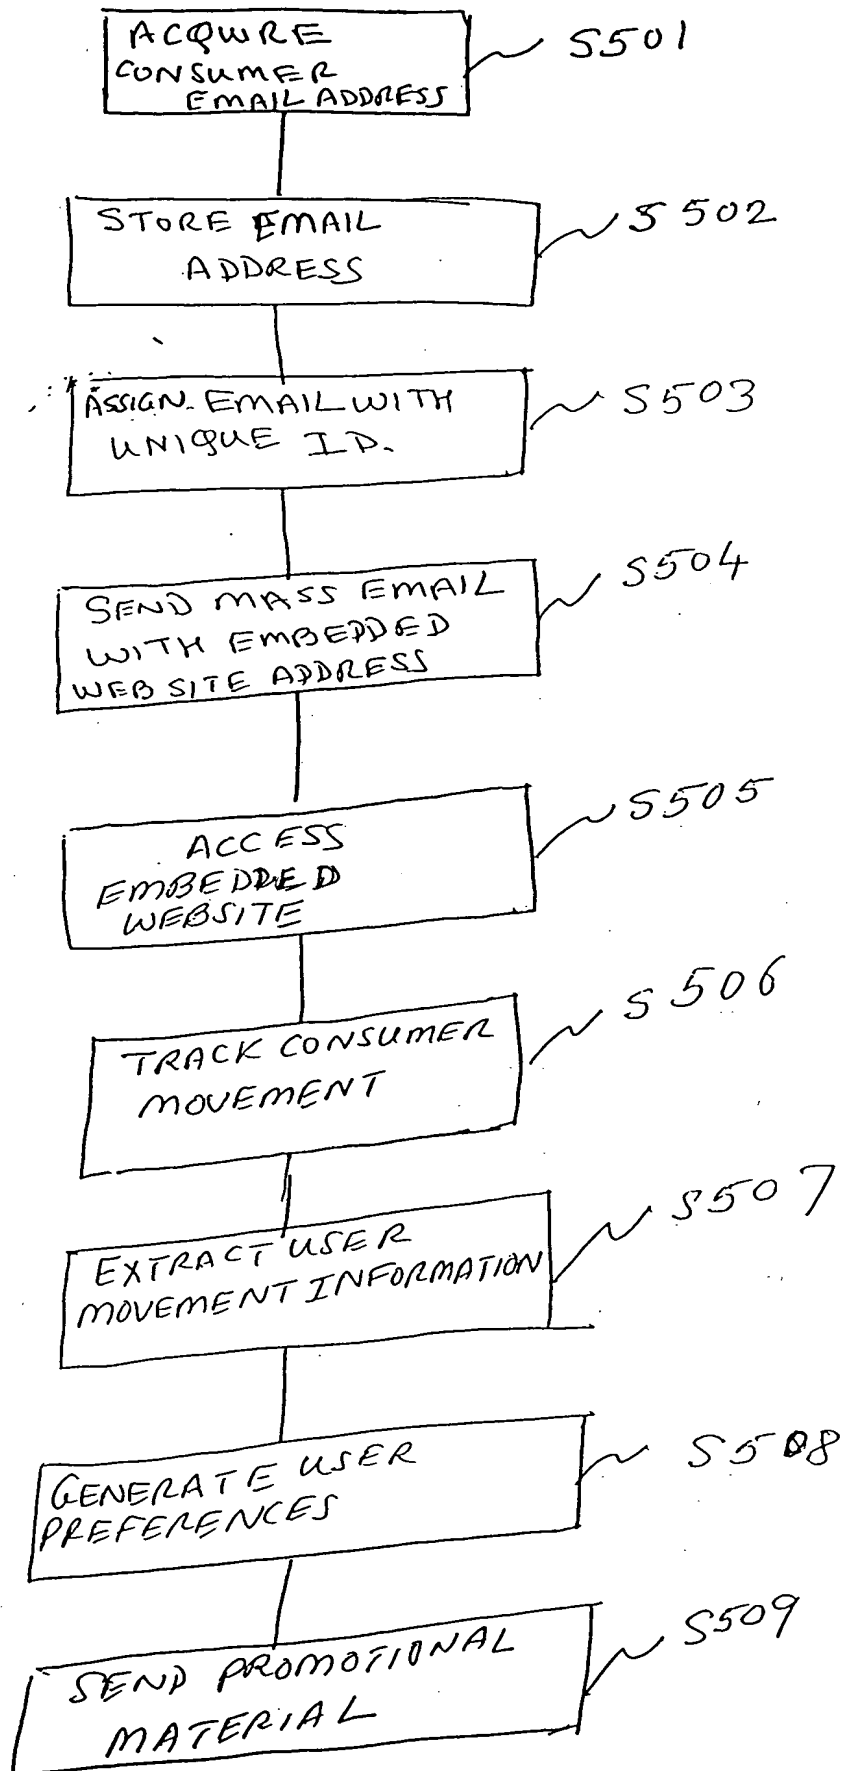 ACQUIRE
CONSUMER
EMAIL ADDRESS
S501
STORE EMAIL
ADDRESS
S502
ASSIGN EMAIL WITH
UNIQUE ID.
S503
SEND MASS EMAIL
WITH EMBEDDED
WEB SITE ADDRESS
S504
ACCESS
EMBEDDED
WEBSITE
S505
TRACK CONSUMER
MOVEMENT
S506
EXTRACT USER
MOVEMENT INFORMATION
S507
GENERATE USER
PREFERENCES
S508
SEND PROMOTIONAL
MATERIAL
S509